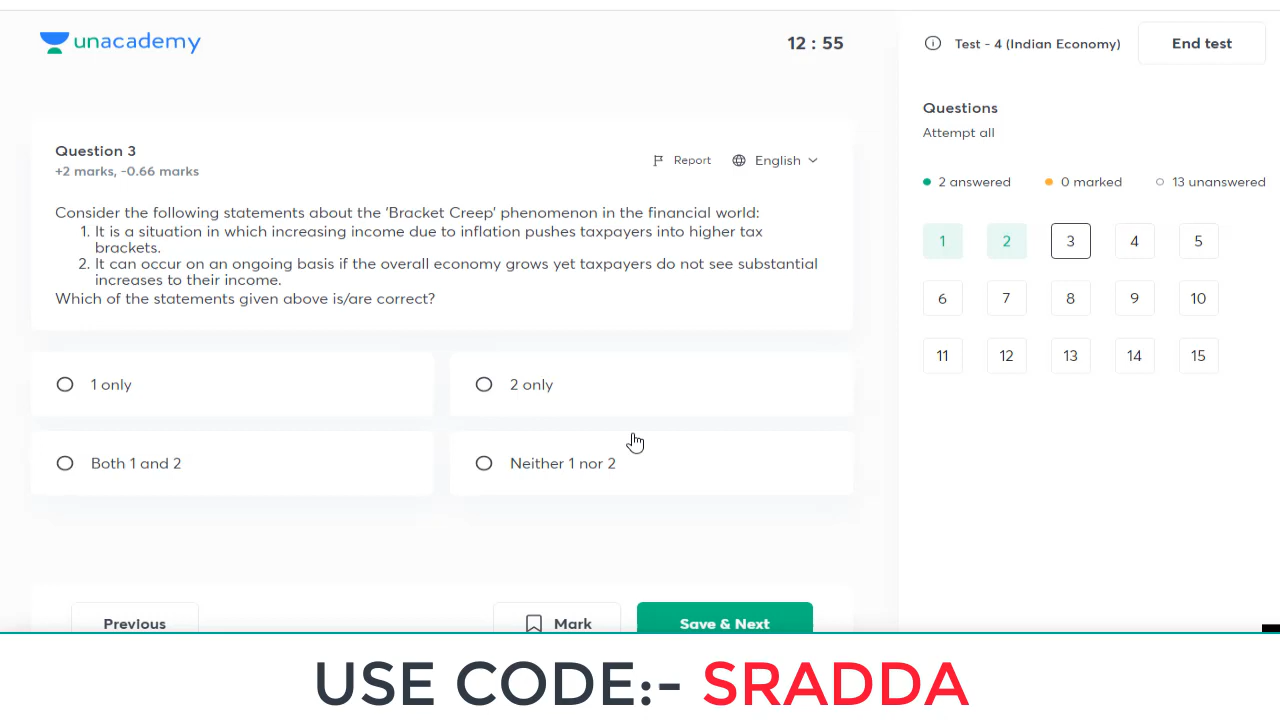 unacademy
12 : 55
Test - 4 (Indian Economy)
End test
Question 3
+2 marks, -0.66 marks
Report
English
Consider the following statements about the 'Bracket Creep' phenomenon in the financial world:
1. It is a situation in which increasing income due to inflation pushes taxpayers into higher tax
brackets.
2. It can occur on an ongoing basis if the overall economy grows yet taxpayers do not see substantial
increases to their income.
Which of the statements given above is/are correct?
1 only
2 only
Both 1 and 2
Neither 1 nor 2
Previous
Mark
Save & Next
Questions
Attempt all
2 answered
0 marked
13 unanswered
1 2 3 4 5
6 7 8 9 10
11 12 13 14 15
USE CODE:- SRADDA